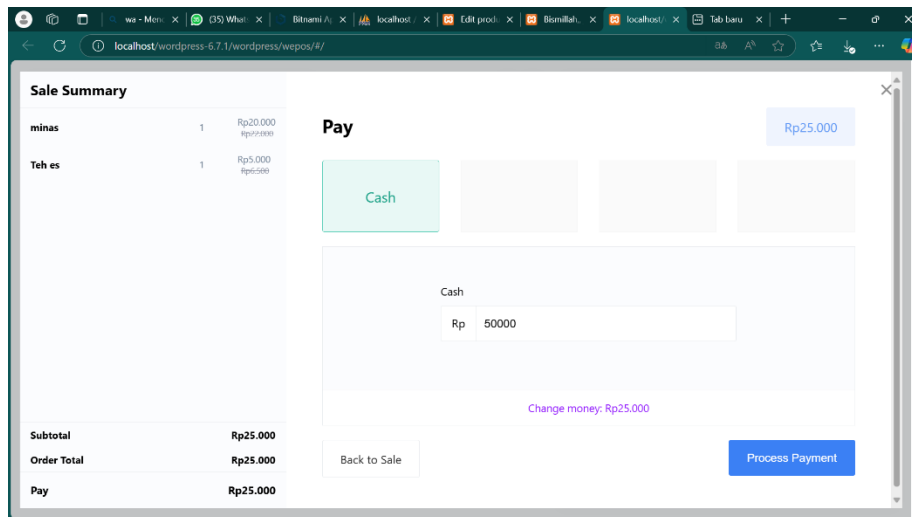 wa - Menc
(35) What
Bitnami A
localhost /
Edit produ
Bismillah,
localhost/
Tab baru
localhost/wordpress-6.7.1/wordpress/wepos/#/
Sale Summary
minas 1 Rp20.000
Rp22.000
Teh es 1 Rp5.000
Rp6.500
Subtotal Rp25.000
Order Total Rp25.000
Pay Rp25.000
Pay Rp25.000
Cash
Cash
Rp 50000
Change money: Rp25.000
Back to Sale Process Payment